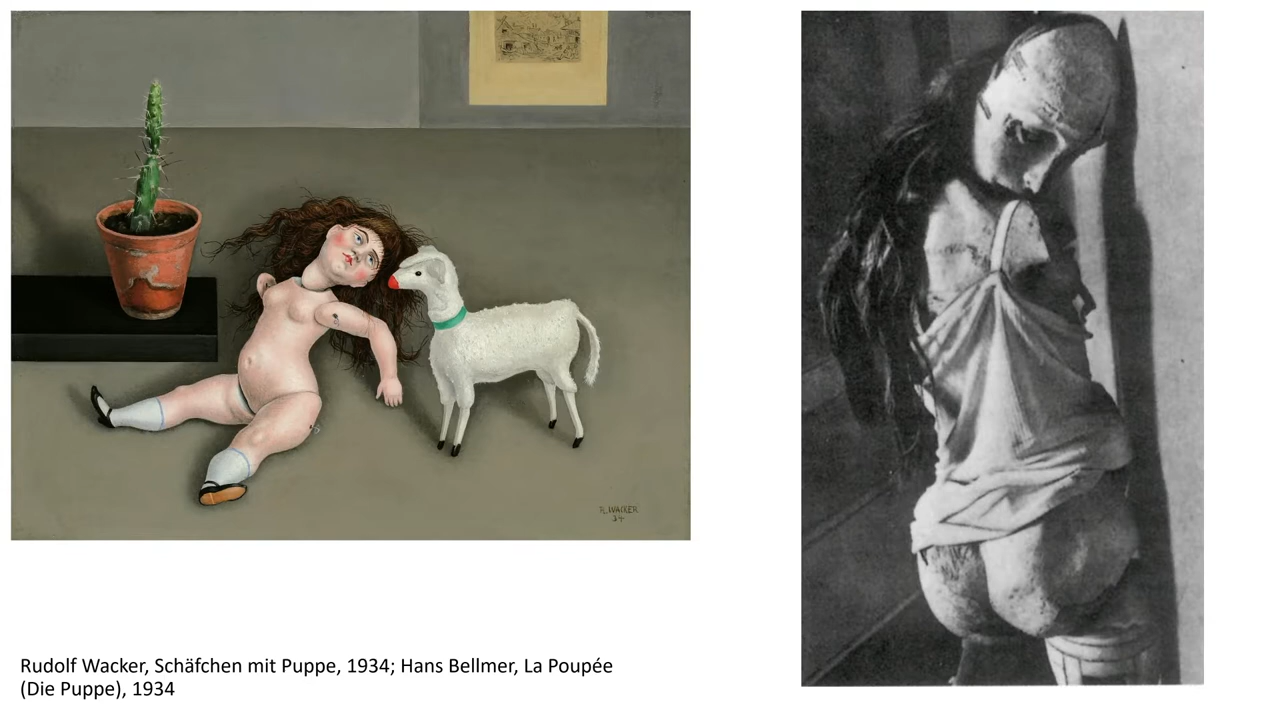 R. WACKER
34
Rudolf Wacker, Schäfchen mit Puppe, 1934; Hans Bellmer, La Poupée
(Die Puppe), 1934